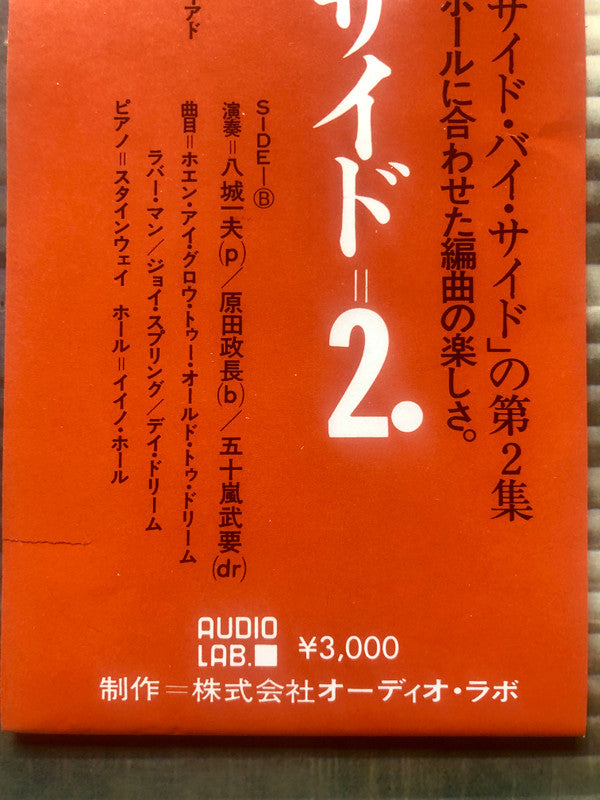 サイド・バイ・サイド」の第2集
ホールに合わせた編曲の楽しさ。
サイド=2.
SIDE—Ⓑ
演奏=八城一夫(p)/原田政長(b)/五十嵐武要(dr)
曲目=ホエン・アイ・グロウ・トゥー・オールド・トゥ・ドリーム
ラバー・マン/ジョイ・スプリング/デイ・ドリーム
ピアノ=スタインウェイ ホール=イイノ・ホール
アド
AUDIO
LAB.
¥3,000
制作=株式会社オーディオ・ラボ